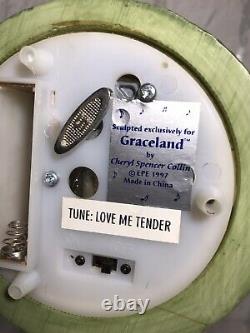 Sculpted exclusively for
Graceland™
by
Cheryl Spencer Collin
© EPE 1997
Made in China
TUNE: LOVE ME TENDER